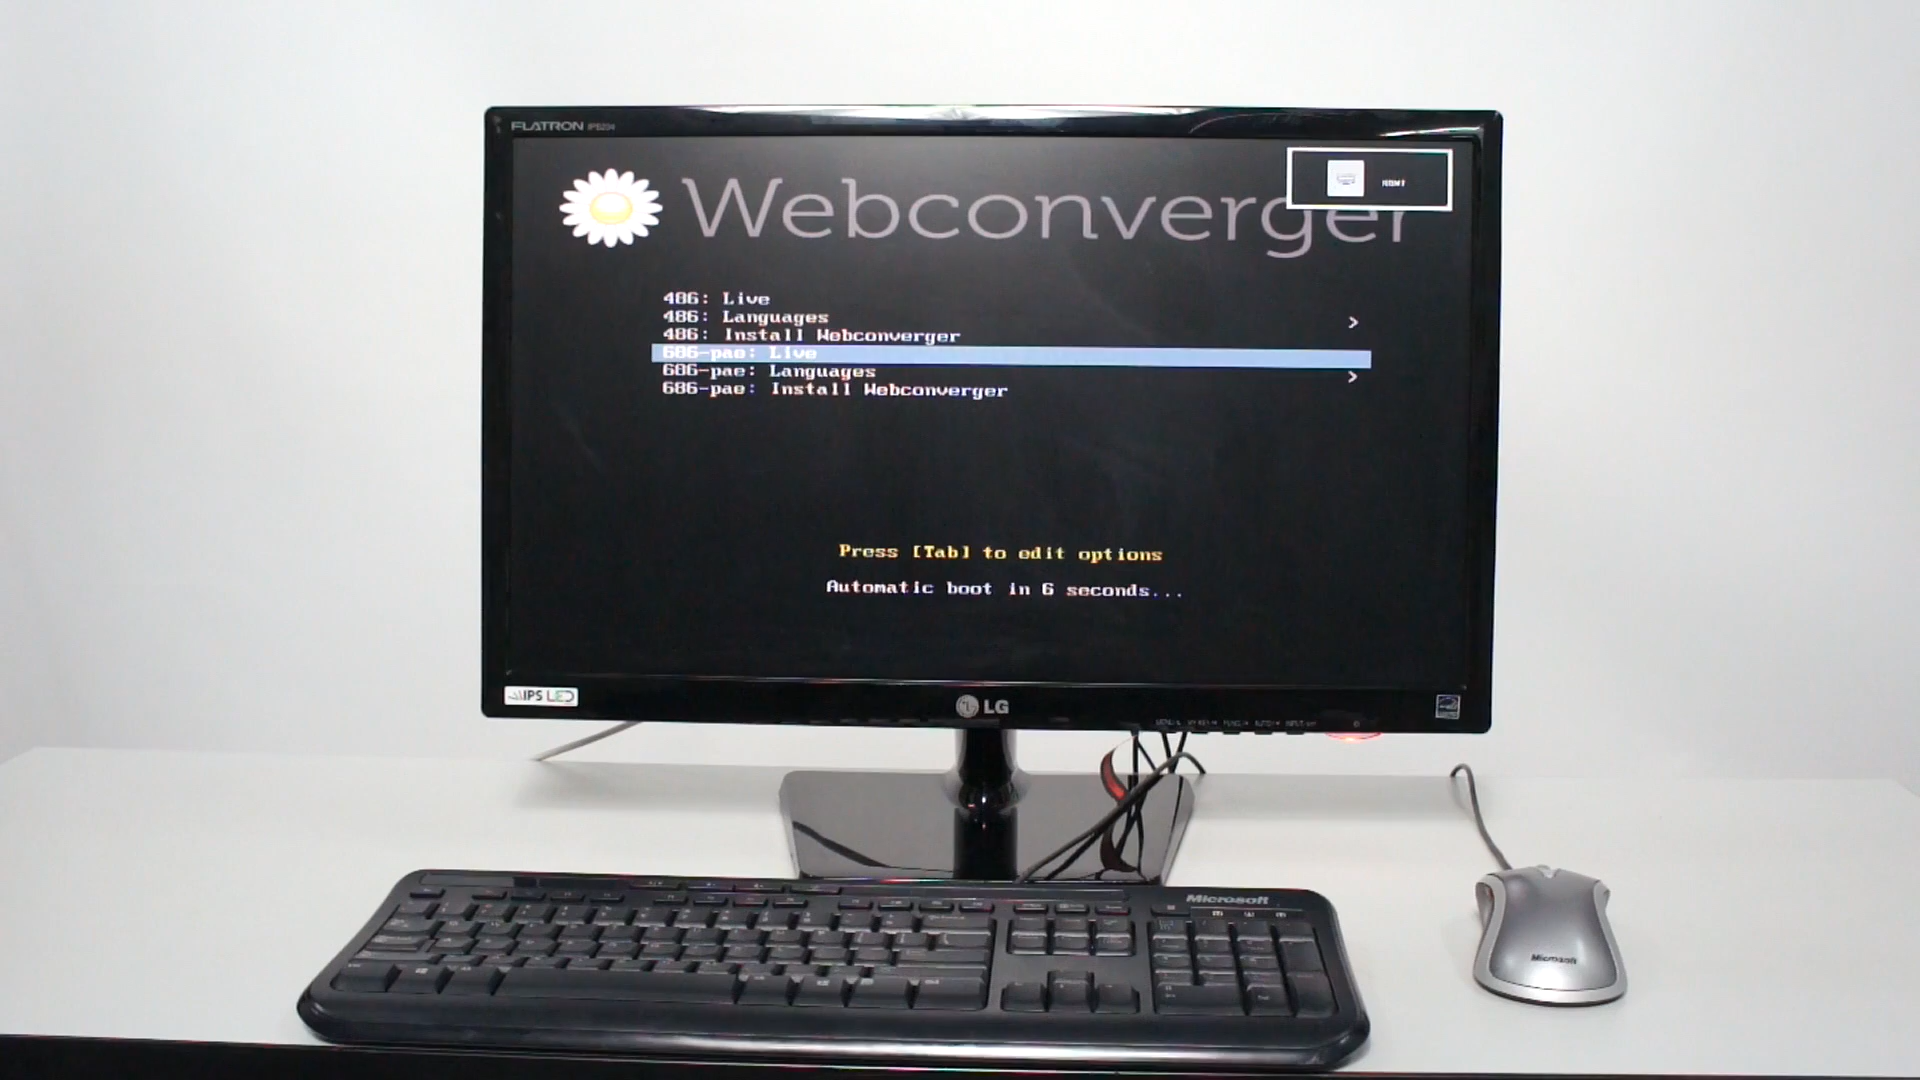 FLATRON IPS234
Webconverger
486: Live
486: Languages >
486: Install Webconverger
686-pae: Live
686-pae: Languages >
686-pae: Install Webconverger
Press [Tab] to edit options
Automatic boot in 6 seconds...
IPS LED
LG
Microsoft
Microsoft